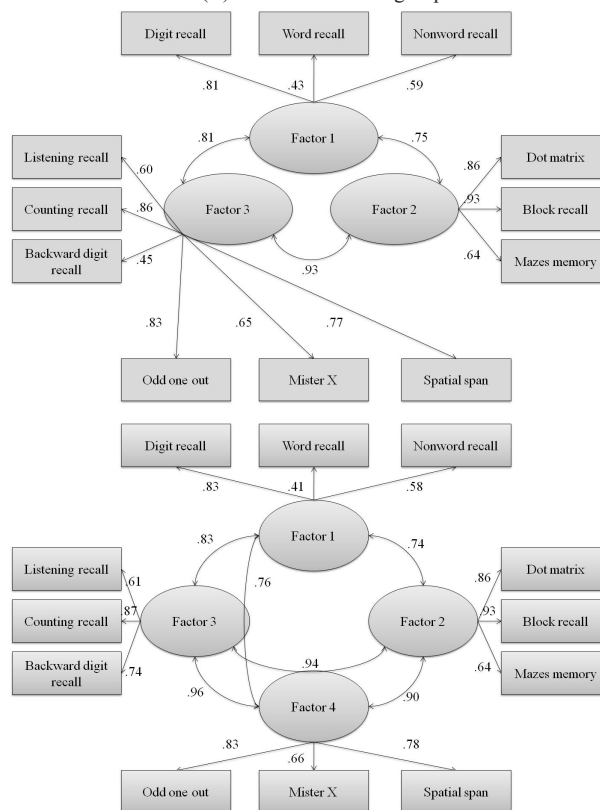 Digit recall
Word recall
Nonword recall
.81
.43
.59
Factor 1
.81
.75
Listening recall
.60
.86
Dot matrix
Counting recall
.86
Factor 3
Factor 2
.93
Block recall
Backward digit
recall
.45
.64
Mazes memory
.93
.83
.65
.77
Odd one out
Mister X
Spatial span
Digit recall
Word recall
Nonword recall
.83
.41
.58
Factor 1
.83
.74
Listening recall
.61
.76
.86
Dot matrix
Counting recall
.87
Factor 3
Factor 2
.93
Block recall
Backward digit
recall
.74
.94
.64
Mazes memory
.96
.90
Factor 4
.83
.66
.78
Odd one out
Mister X
Spatial span